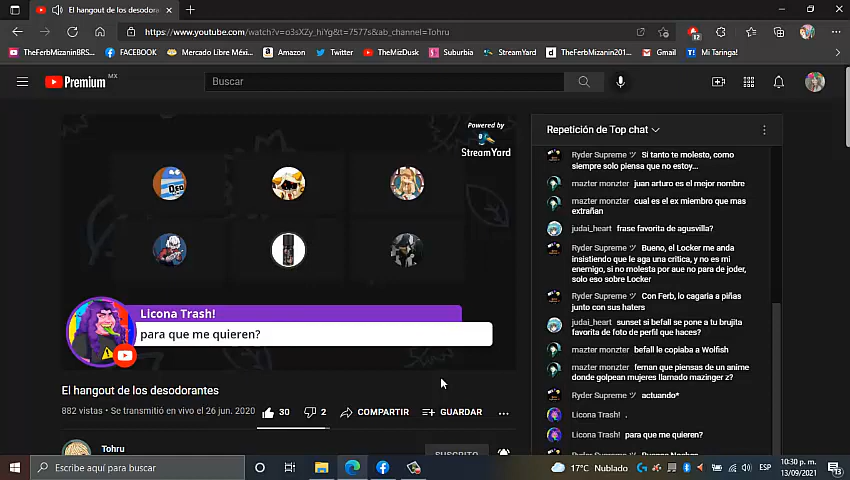 El hangout de los desodora
https://www.youtube.com/watch?v=o3sXZy_hiYg&t=7577s&ab_channel=Tohru
TheFerbMizaninBRS...
FACEBOOK
Mercado Libre Méxi...
Amazon
Twitter
TheMizDusk
Suburbia
StreamYard
TheFerbMizanin201...
Gmail
Mi Taringa!
Premium MX
Buscar
Powered by
StreamYard
Licona Trash!
para que me quieren?
El hangout de los desodorantes
882 vistas • Se transmitió en vivo el 26 jun. 2020
30
2
COMPARTIR
GUARDAR
Tohru
SUSCRITO
Repetición de Top chat
Ryder Supreme ツ Si tanto te molesto, como
siempre solo piensa que no estoy...
mazter monzter juan arturo es el mejor nombre
mazter monzter cual es el ex miembro que mas
extrañan
judai_heart frase favorita de agusvilla?
Ryder Supreme ツ Bueno, el Locker me anda
insistiendo que le aga una critica, y no es mi
enemigo, si no molesta por aue no para de joder,
solo eso sobre Locker
Ryder Supreme ツ Con Ferb, lo cagaria a piñas
junto con sus haters
judai_heart sunset si befall se pone a tu brujita
favorita de foto de perfil que haces?
mazter monzter befall le copiaba a Wolfish
mazter monzter fernan que piensas de un anime
donde golpean mujeres llamado mazinger z?
Ryder Supreme ツ actuando*
Licona Trash! .
Licona Trash! para que me quieren?
Escribe aquí para buscar
17°C Nublado
ESP
10:30 p. m.
13/09/2021